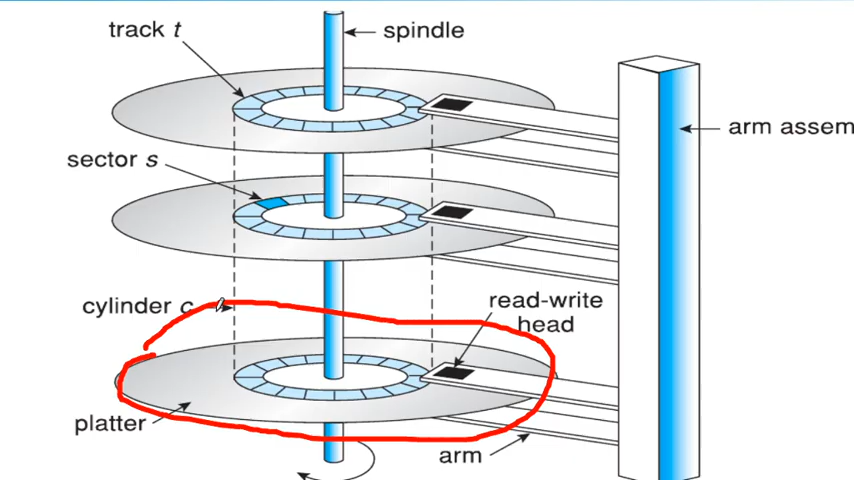 track t
spindle
arm assem
sector s
cylinder c
read-write
head
platter
arm